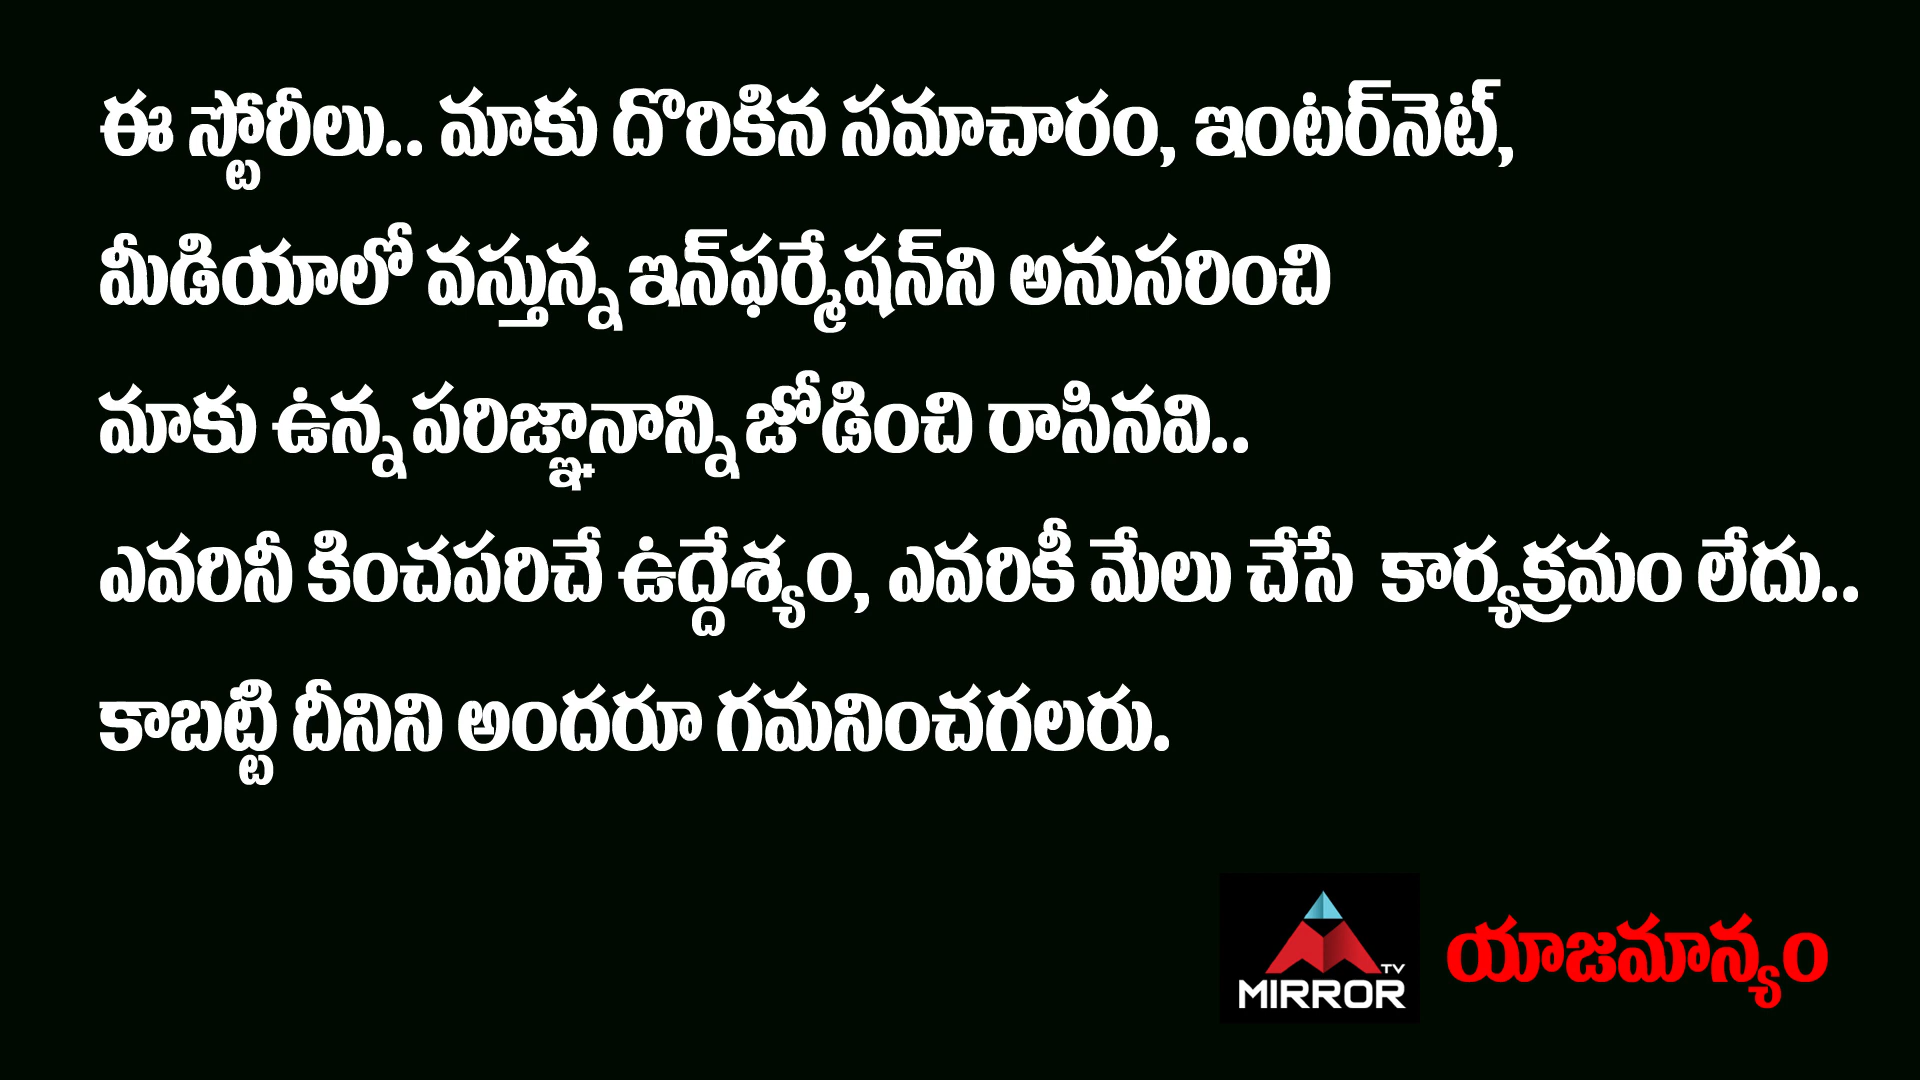 ఈ స్టోరీలు.. మాకు దొరికిన సమాచారం, ఇంటర్‌నెట్,
మీడియాలో వస్తున్న ఇన్‌ఫర్మేషన్‌ని అనుసరించి
మాకు ఉన్న పరిజ్ఞానాన్ని జోడించి రాసినవి..
ఎవరినీ కించపరిచే ఉద్దేశ్యం, ఎవరికీ మేలు చేసే కార్యక్రమం లేదు..
కాబట్టి దీనిని అందరూ గమనించగలరు.
TV
MIRROR
యాజమాన్యం